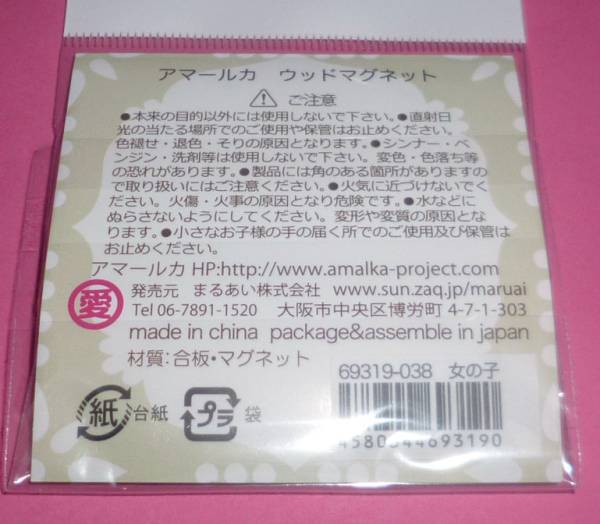 アマールカ ウッドマグネット
ご注意
●本来の目的以外には使用しないで下さい。●直射日
光の当たる場所でのご使用や保管はお止めください。
色褪せ・退色・そりの原因となります。●シンナー・ベ
ンジン・洗剤等は使用しないで下さい。変色・色落ち等
の恐れがあります。●製品には角のある箇所がありますの
で取り扱いにはご注意ください。●火気に近づけないでく
ださい。火傷・火事の原因となり危険です。●水などに
ぬらさないようにしてください。変形や変質の原因とな
ります。●小さなお子様の手の届く所でのご使用及び保管は
お止めください。
アマールカ HP:http://www.amalka-project.com
愛 発売元 まるあい株式会社 www.sun.zaq.jp/maruai
Tel 06-7891-1520 大阪市中央区博労町 4-7-1-303
made in china package&assemble in japan
材質：合板・マグネット
69319-038 女の子
紙 台紙 プラ 袋
4580344693190